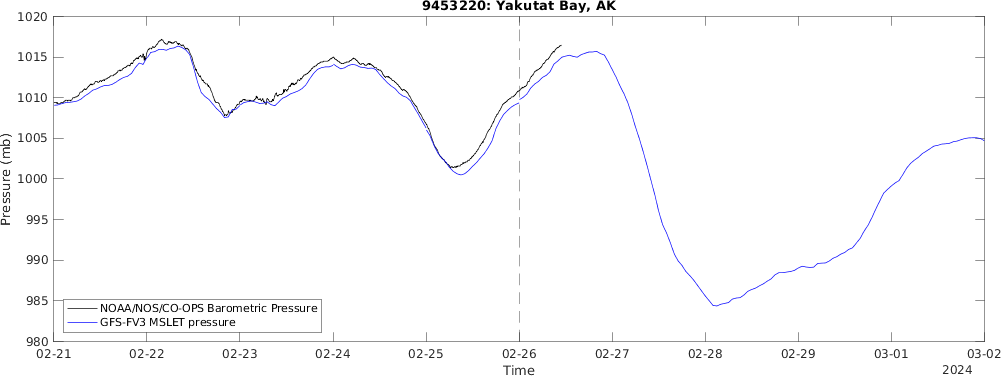 9453220: Yakutat Bay, AK
Pressure (mb)
1020
1015
1010
1005
1000
995
990
985
980
NOAA/NOS/CO-OPS Barometric Pressure
GFS-FV3 MSLET pressure
02-21 02-22 02-23 02-24 02-25 02-26 02-27 02-28 02-29 03-01 03-02
Time
2024